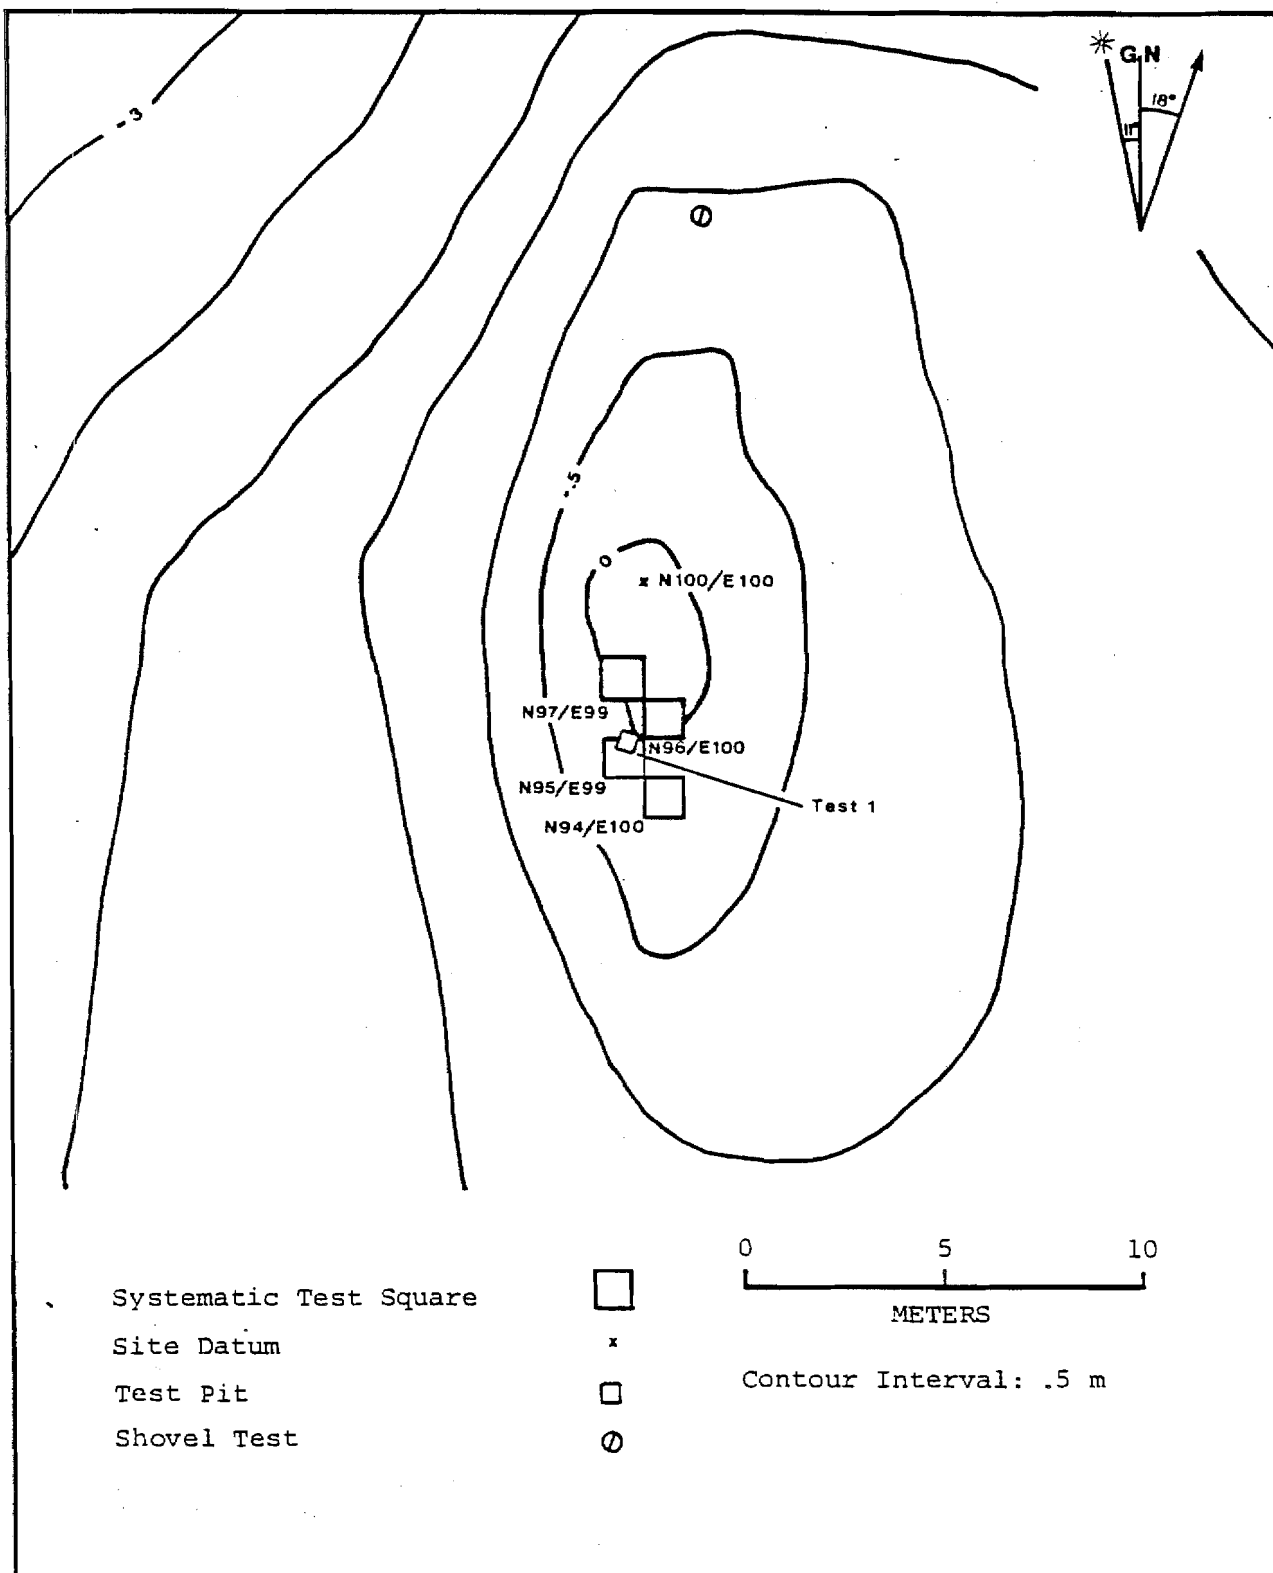 G.N
18°
11°
-3
-.5
0
x N100/E100
N97/E99
N96/E100
N95/E99
Test 1
N94/E100
0 5 10
METERS
Systematic Test Square
Site Datum x
Test Pit
Shovel Test
Contour Interval: .5 m